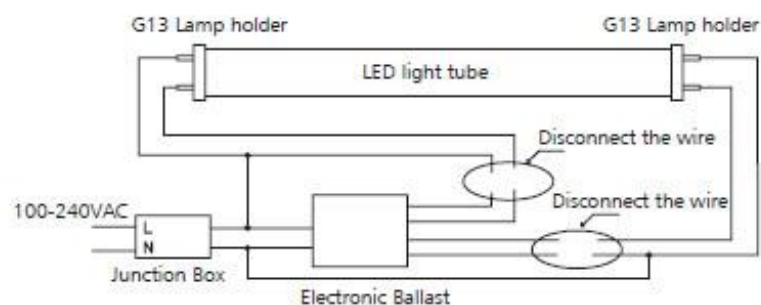 G13 Lamp holder
G13 Lamp holder
LED light tube
Disconnect the wire
Disconnect the wire
100-240VAC
L
N
Junction Box
Electronic Ballast